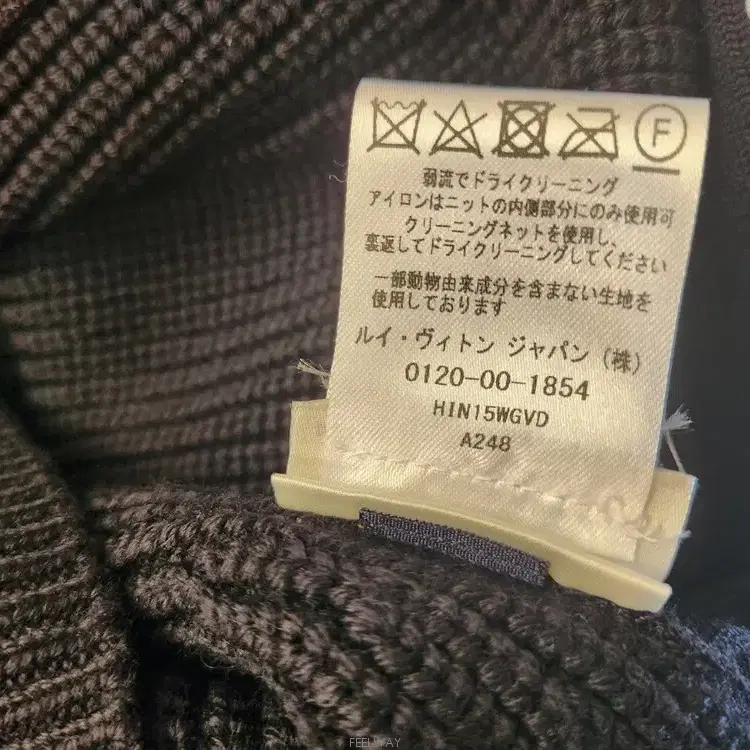 F
弱流でドライクリーニング
アイロンはニットの内側部分にのみ使用可
クリーニングネットを使用し、
裏返してドライクリーニングしてください
一部動物由来成分を含まない生地を
使用しております
ルイ・ヴィトン ジャパン (株)
0120-00-1854
HIN15WGVD
A248
FEELWAY